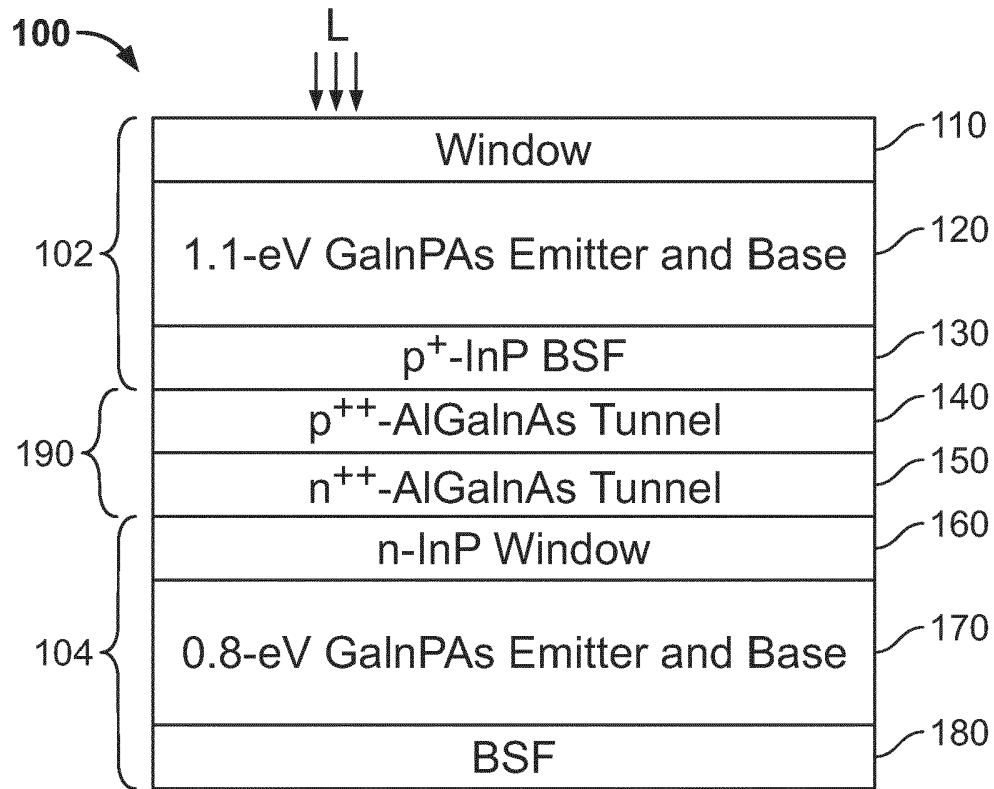 100
L
Window
110
1.1-eV GaInPAs Emitter and Base
120
102
p+-InP BSF
130
p++-AlGaInAs Tunnel
140
190
n++-AlGaInAs Tunnel
150
n-InP Window
160
0.8-eV GaInPAs Emitter and Base
170
104
BSF
180